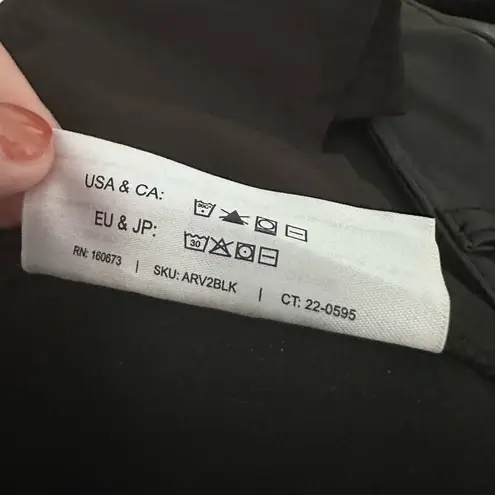 USA & CA:
EU & JP: 30
RN: 160673 | SKU: ARV2BLK | CT: 22-0595